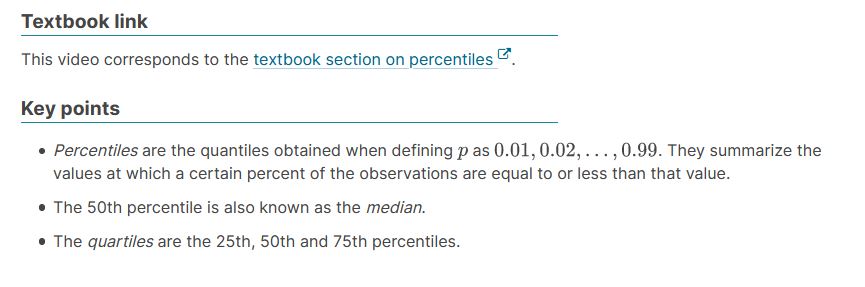 Textbook link
This video corresponds to the textbook section on percentiles.
Key points
• Percentiles are the quantiles obtained when defining p as 0.01, 0.02, . . . , 0.99. They summarize the
values at which a certain percent of the observations are equal to or less than that value.
• The 50th percentile is also known as the median.
• The quartiles are the 25th, 50th and 75th percentiles.